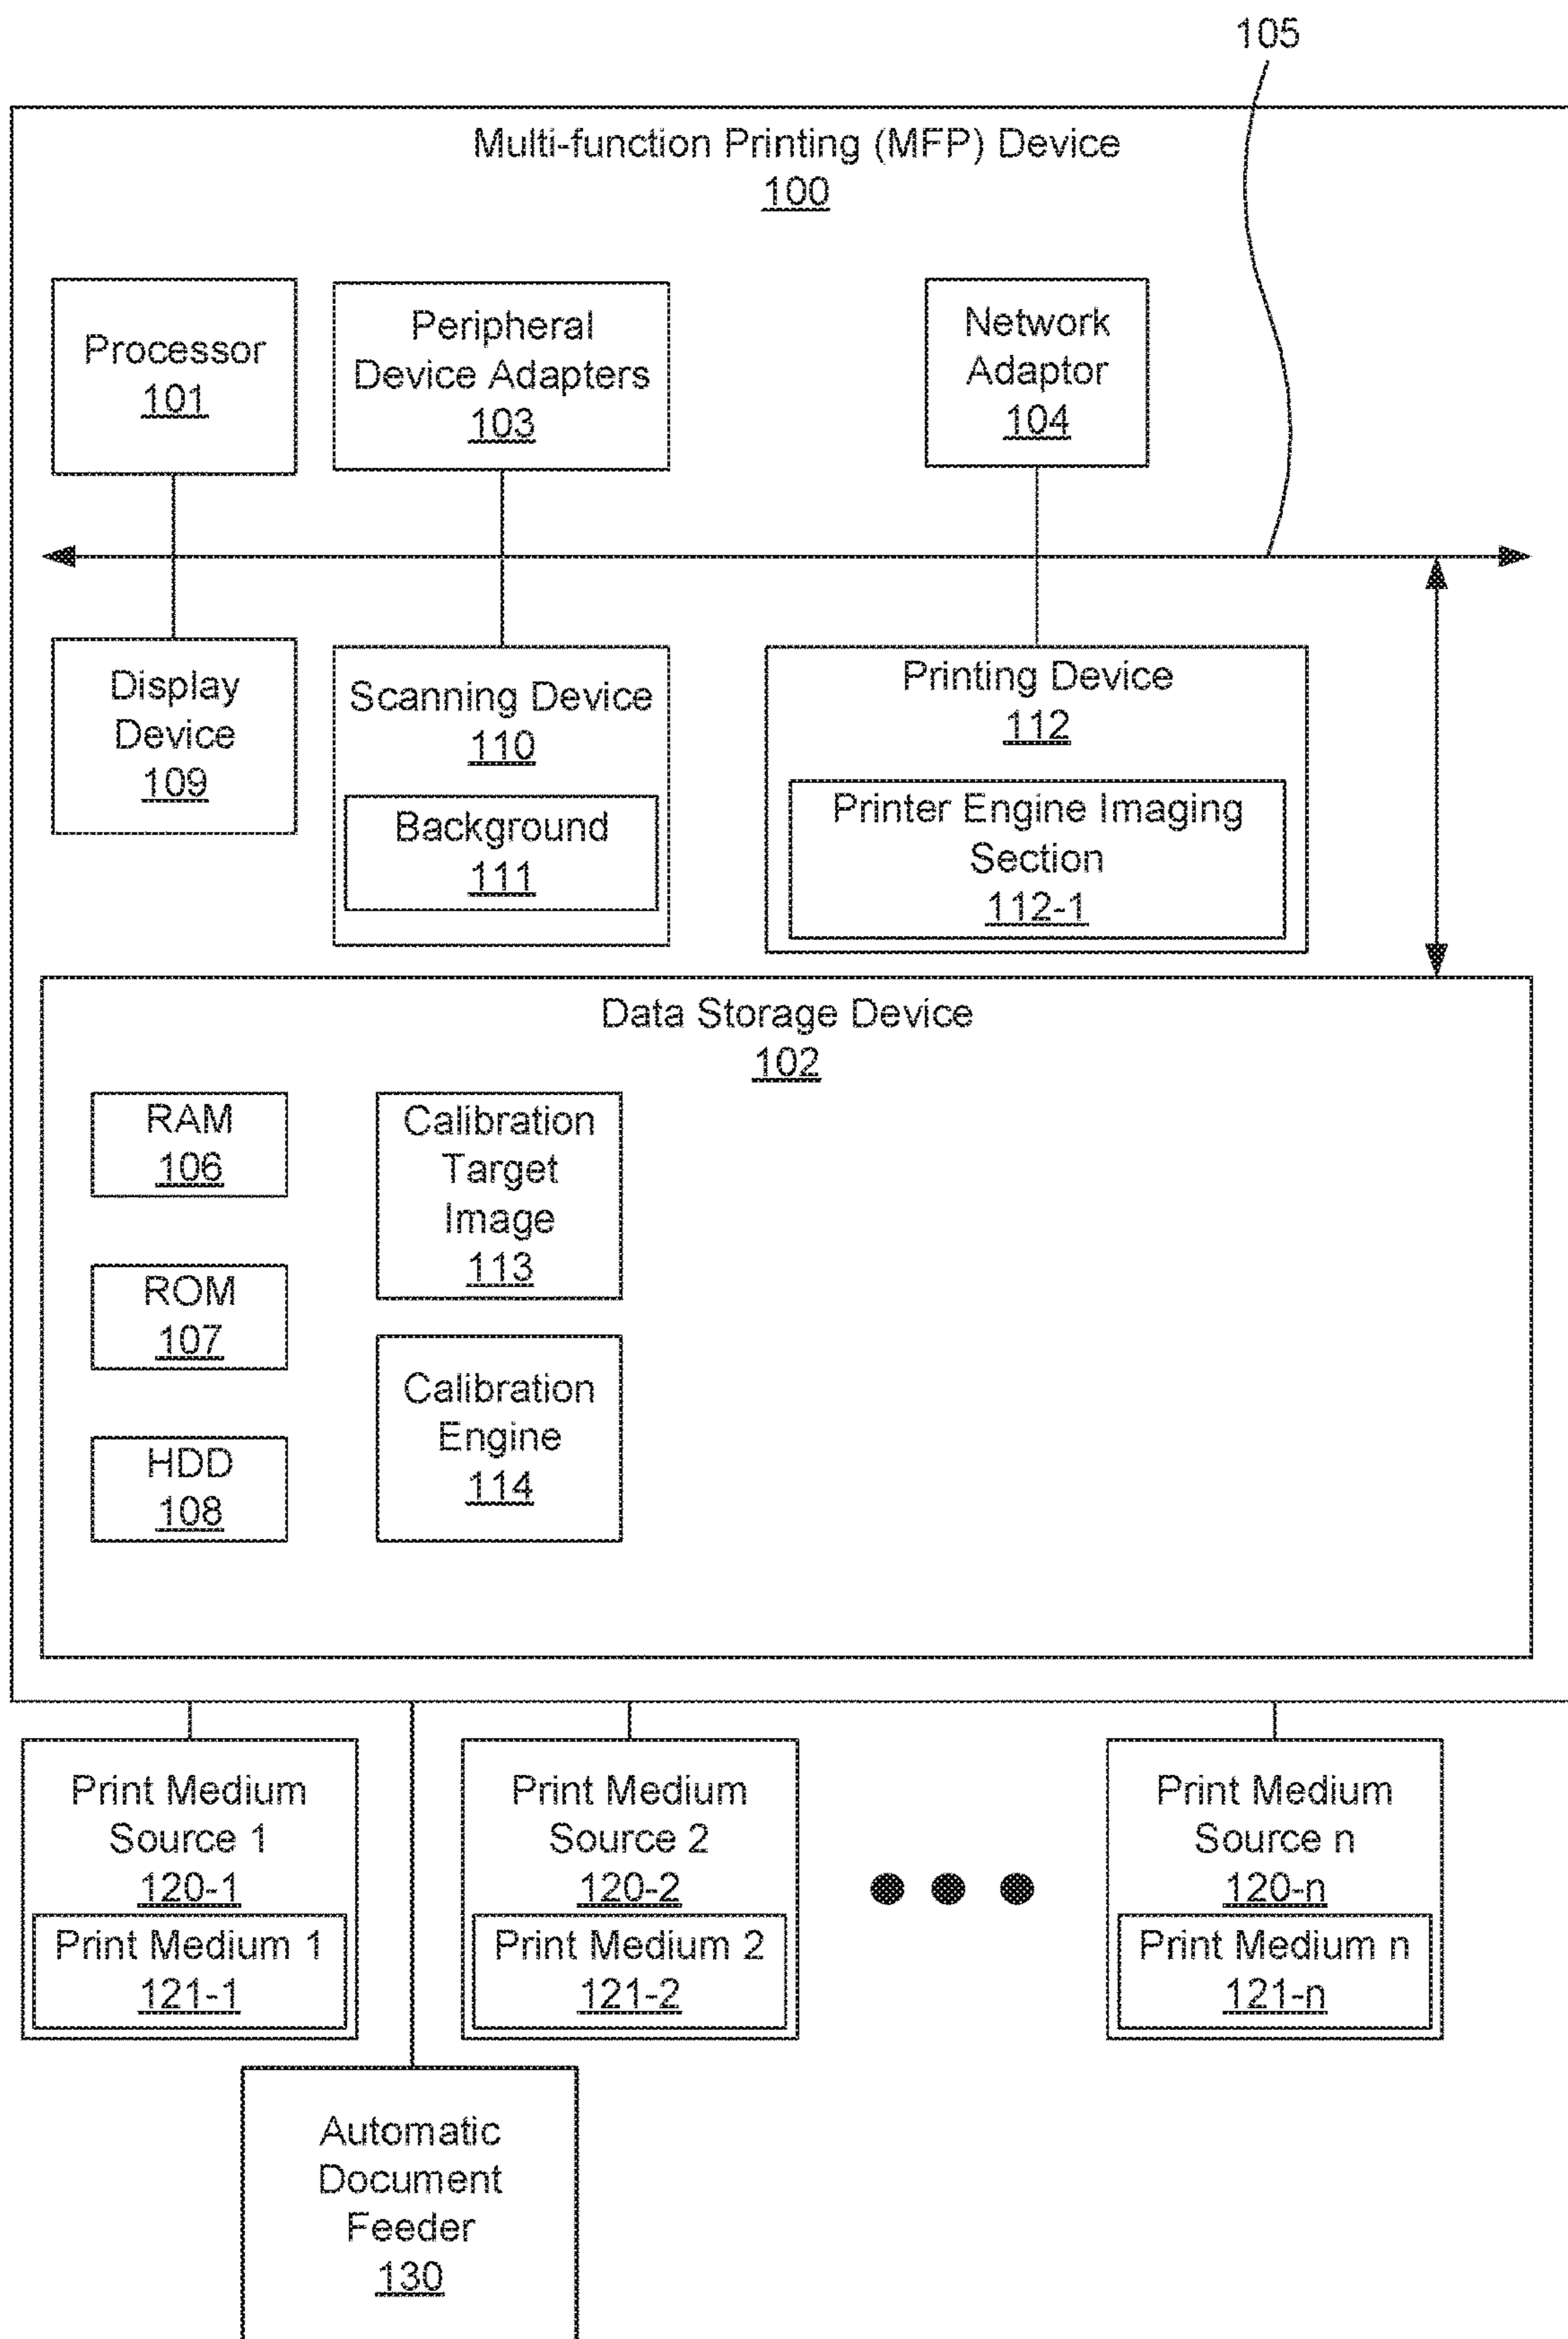 105
Multi-function Printing (MFP) Device
100
Processor
101
Peripheral
Device Adapters
103
Network
Adaptor
104
Display
Device
109
Scanning Device
110
Background
111
Printing Device
112
Printer Engine Imaging
Section
112-1
Data Storage Device
102
RAM
106
ROM
107
HDD
108
Calibration
Target
Image
113
Calibration
Engine
114
Print Medium
Source 1
120-1
Print Medium 1
121-1
Print Medium
Source 2
120-2
Print Medium 2
121-2
Print Medium
Source n
120-n
Print Medium n
121-n
Automatic
Document
Feeder
130